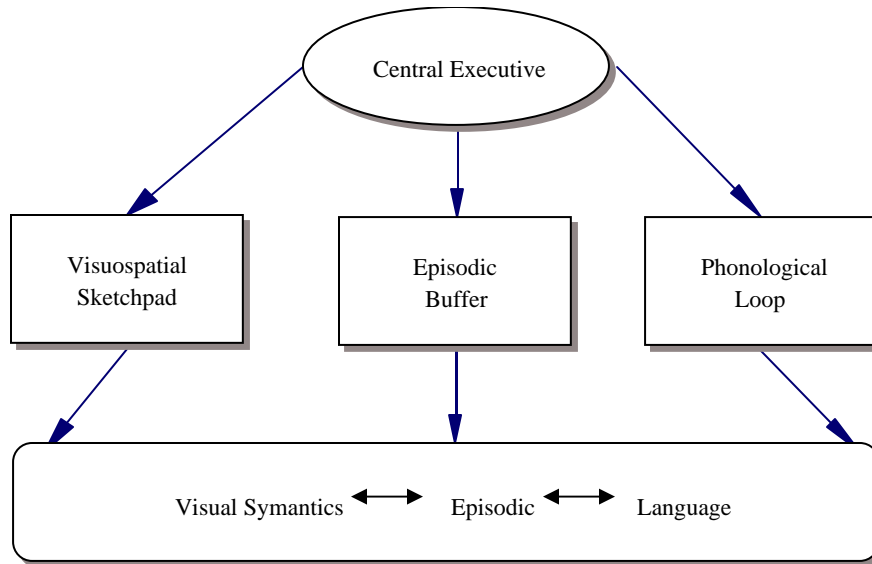 Central Executive
Visuospatial
Sketchpad
Episodic
Buffer
Phonological
Loop
Visual Symantics
Episodic
Language